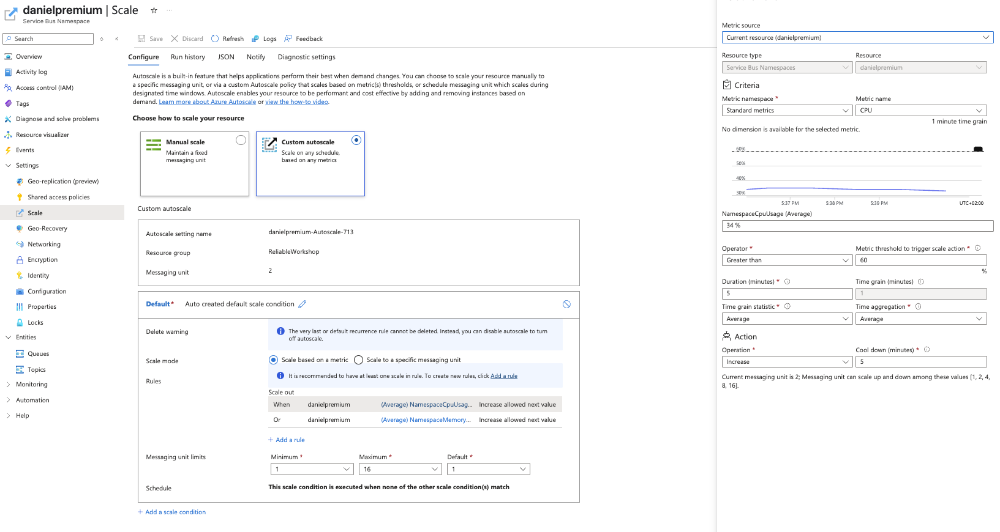 danielpremium | Scale
Service Bus Namespace
Search
Overview
Activity log
Access control (IAM)
Tags
Diagnose and solve problems
Resource visualizer
Events
Settings
Geo-replication (preview)
Shared access policies
Scale
Geo-Recovery
Networking
Encryption
Identity
Configuration
Properties
Locks
Entities
Queues
Topics
Monitoring
Automation
Help
Save Discard Refresh Logs Feedback
Configure Run history JSON Notify Diagnostic settings
Autoscale is a built-in feature that helps applications perform their best when demand changes. You can choose to scale your resource manually to
a specific messaging unit, or via a custom Autoscale policy that scales based on metric(s) thresholds, or schedule messaging unit which scales during
designated time windows. Autoscale enables your resource to be performant and cost effective by adding and removing instances based on
demand. Learn more about Azure Autoscale or view the how-to video.
Choose how to scale your resource
Manual scale
Maintain a fixed
messaging unit
Custom autoscale
Scale on any schedule,
based on any metrics
Custom autoscale
Autoscale setting name danielpremium-Autoscale-713
Resource group ReliableWorkshop
Messaging unit 2
Default* Auto created default scale condition
Delete warning
The very last or default recurrence rule cannot be deleted. Instead, you can disable autoscale to turn
off autoscale.
Scale mode Scale based on a metric Scale to a specific messaging unit
Rules
It is recommended to have at least one scale in rule. To create new rules, click Add a rule
Scale out
When danielpremium (Average) NamespaceCpuUsag... Increase allowed next value
Or danielpremium (Average) NamespaceMemory... Increase allowed next value
+ Add a rule
Messaging unit limits
Minimum * Maximum * Default *
1 16 1
Schedule This scale condition is executed when none of the other scale condition(s) match
+ Add a scale condition
Metric source
Current resource (danielpremium)
Resource type Resource
Service Bus Namespaces danielpremium
Criteria
Metric namespace * Metric name
Standard metrics CPU
1 minute time grain
No dimension is available for the selected metric.
60%
50%
40%
30%
5:37 PM 5:38 PM 5:39 PM UTC+02:00
NamespaceCpuUsage (Average)
34 %
Operator * Metric threshold to trigger scale action *
Greater than 60
%
Duration (minutes) * Time grain (minutes)
5 1
Time grain statistic * Time aggregation *
Average Average
Action
Operation * Cool down (minutes) *
Increase 5
Current messaging unit is 2; Messaging unit can scale up and down among these values [1, 2, 4,
8, 16].